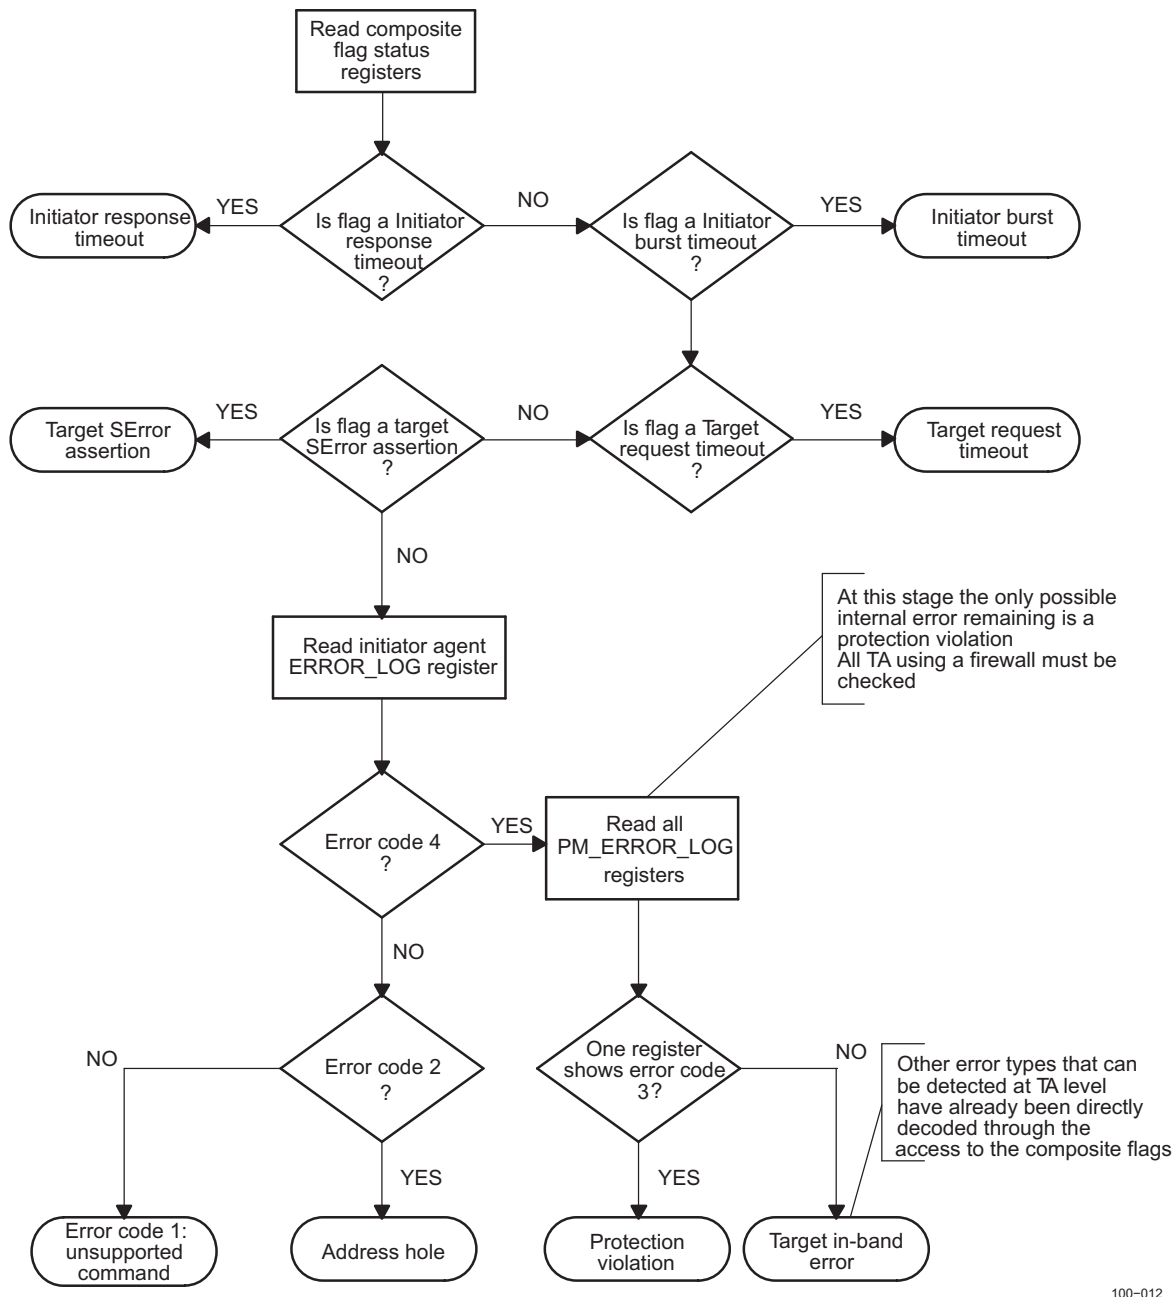 Read composite
flag status
registers
Initiator response
timeout
YES
Is flag a Initiator
response
timeout
?
NO
Is flag a Initiator
burst timeout
?
YES
Initiator burst
timeout
Target SError
assertion
YES
Is flag a target
SError assertion
?
NO
Is flag a Target
request timeout
?
YES
Target request
timeout
NO
Read initiator agent
ERROR_LOG register
At this stage the only possible
internal error remaining is a
protection violation
All TA using a firewall must be
checked
Error code 4
?
YES
Read all
PM_ERROR_LOG
registers
NO
NO
Error code 2
?
One register
shows error code
3?
NO
Other error types that can
be detected at TA level
have already been directly
decoded through the
access to the composite flags
YES
YES
Error code 1:
unsupported
command
Address hole
Protection
violation
Target in-band
error
100−012